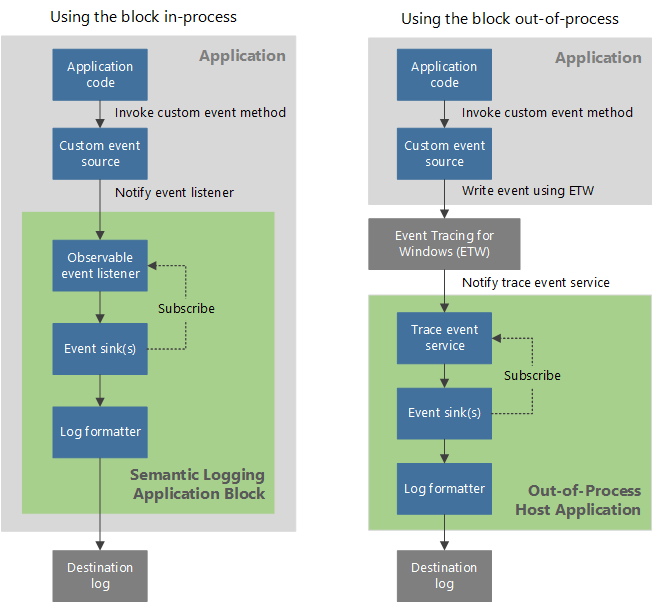 Using the block in-process
Application
Application
code
Invoke custom event method
Custom event
source
Notify event listener
Observable
event listener
Subscribe
Event sink(s)
Log formatter
Semantic Logging
Application Block
Destination
log
Using the block out-of-process
Application
Application
code
Invoke custom event method
Custom event
source
Write event using ETW
Event Tracing for
Windows (ETW)
Notify trace event service
Trace event
service
Subscribe
Event sink(s)
Log formatter
Out-of-Process
Host Application
Destination
log